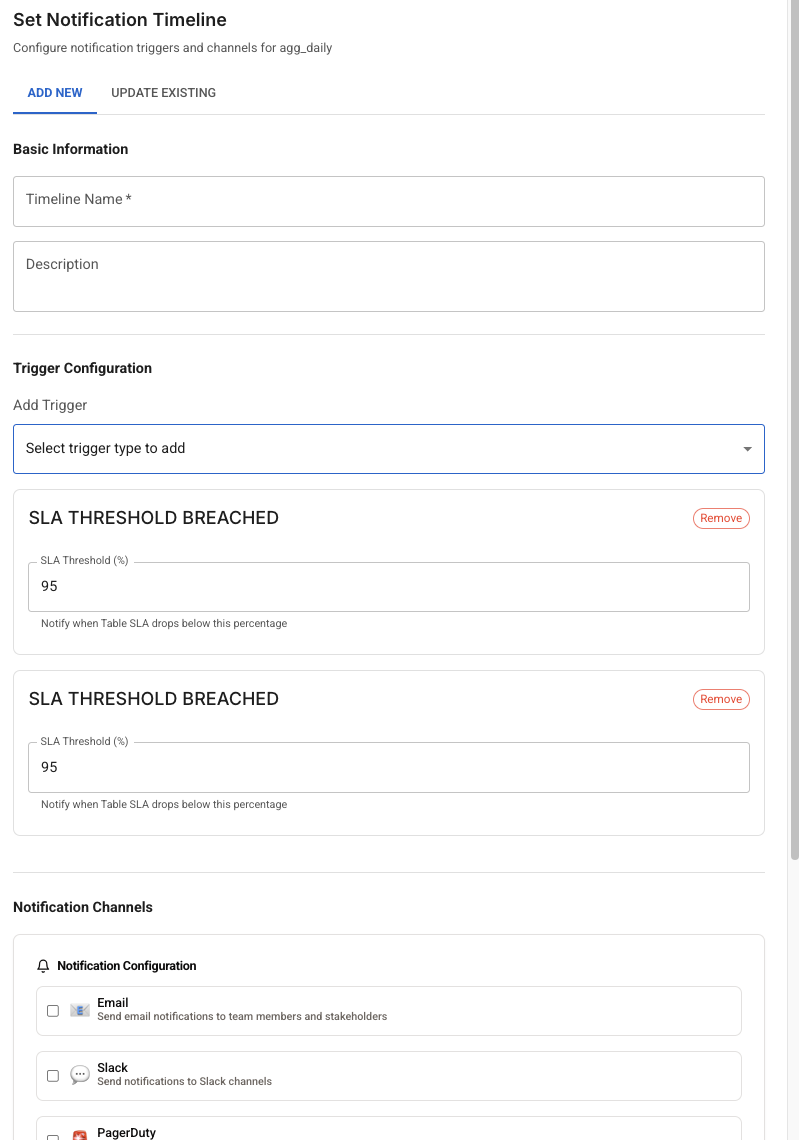 Set Notification Timeline
Configure notification triggers and channels for agg_daily
ADD NEW
UPDATE EXISTING
Basic Information
Timeline Name *
Description
Trigger Configuration
Add Trigger
Select trigger type to add
SLA THRESHOLD BREACHED
Remove
SLA Threshold (%)
95
Notify when Table SLA drops below this percentage
SLA THRESHOLD BREACHED
Remove
SLA Threshold (%)
95
Notify when Table SLA drops below this percentage
Notification Channels
Notification Configuration
Email
Send email notifications to team members and stakeholders
Slack
Send notifications to Slack channels
PagerDuty